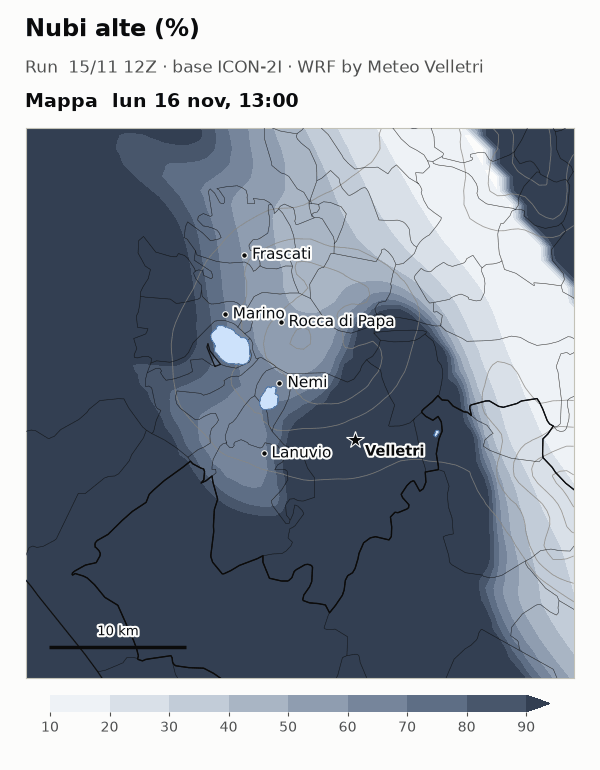 Nubi alte (%)
Run  15/11 12Z · base ICON-2I · WRF by Meteo Velletri
Mappa  lun 16 nov, 13:00
Frascati
Marino
Rocca di Papa
Nemi
Velletri
Lanuvio
10 km
10 20 30 40 50 60 70 80 90